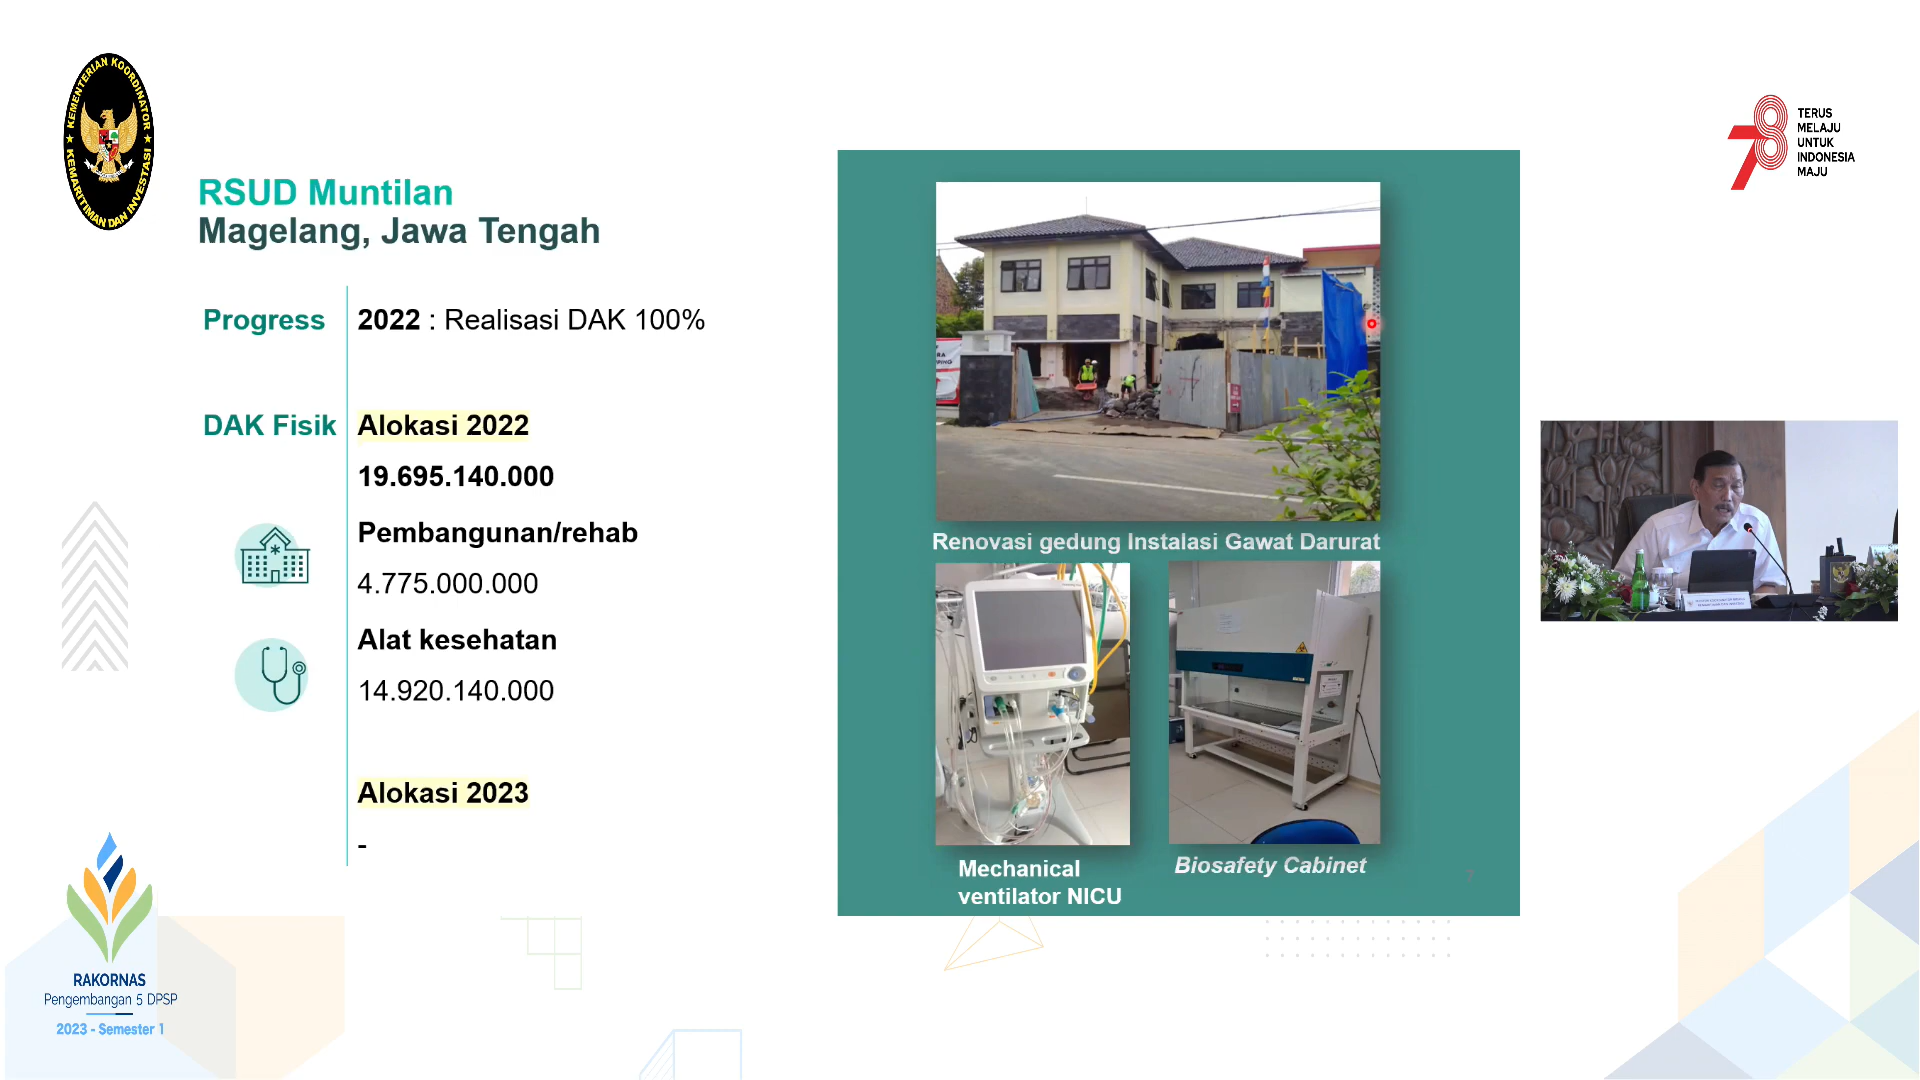 KEMENTERIAN KOORDINATOR
KEMARITIMAN DAN INVESTASI
78
TERUS
MELAJU
UNTUK
INDONESIA
MAJU
RSUD Muntilan
Magelang, Jawa Tengah
Progress
2022 : Realisasi DAK 100%
DAK Fisik
Alokasi 2022
19.695.140.000
Pembangunan/rehab
4.775.000.000
Alat kesehatan
14.920.140.000
Alokasi 2023
-
Renovasi gedung Instalasi Gawat Darurat
Mechanical
ventilator NICU
Biosafety Cabinet
7
RAKORNAS
Pengembangan 5 DPSP
2023 - Semester 1